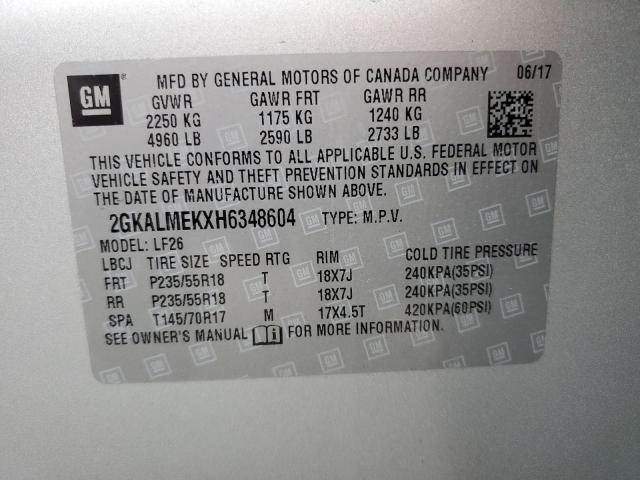 GM MFD BY GENERAL MOTORS OF CANADA COMPANY 06/17
GVWR GAWR FRT GAWR RR
2250 KG 1175 KG 1240 KG
4960 LB 2590 LB 2733 LB
THIS VEHICLE CONFORMS TO ALL APPLICABLE U.S. FEDERAL MOTOR
VEHICLE SAFETY AND THEFT PREVENTION STANDARDS IN EFFECT ON
THE DATE OF MANUFACTURE SHOWN ABOVE.
2GKALMEKXH6348604 TYPE: M.P.V.
MODEL: LF26
LBCJ TIRE SIZE SPEED RTG RIM COLD TIRE PRESSURE
FRT P235/55R18 T 18X7J 240KPA(35PSI)
RR P235/55R18 T 18X7J 240KPA(35PSI)
SPA T145/70R17 M 17X4.5T 420KPA(60PSI)
SEE OWNER'S MANUAL FOR MORE INFORMATION.